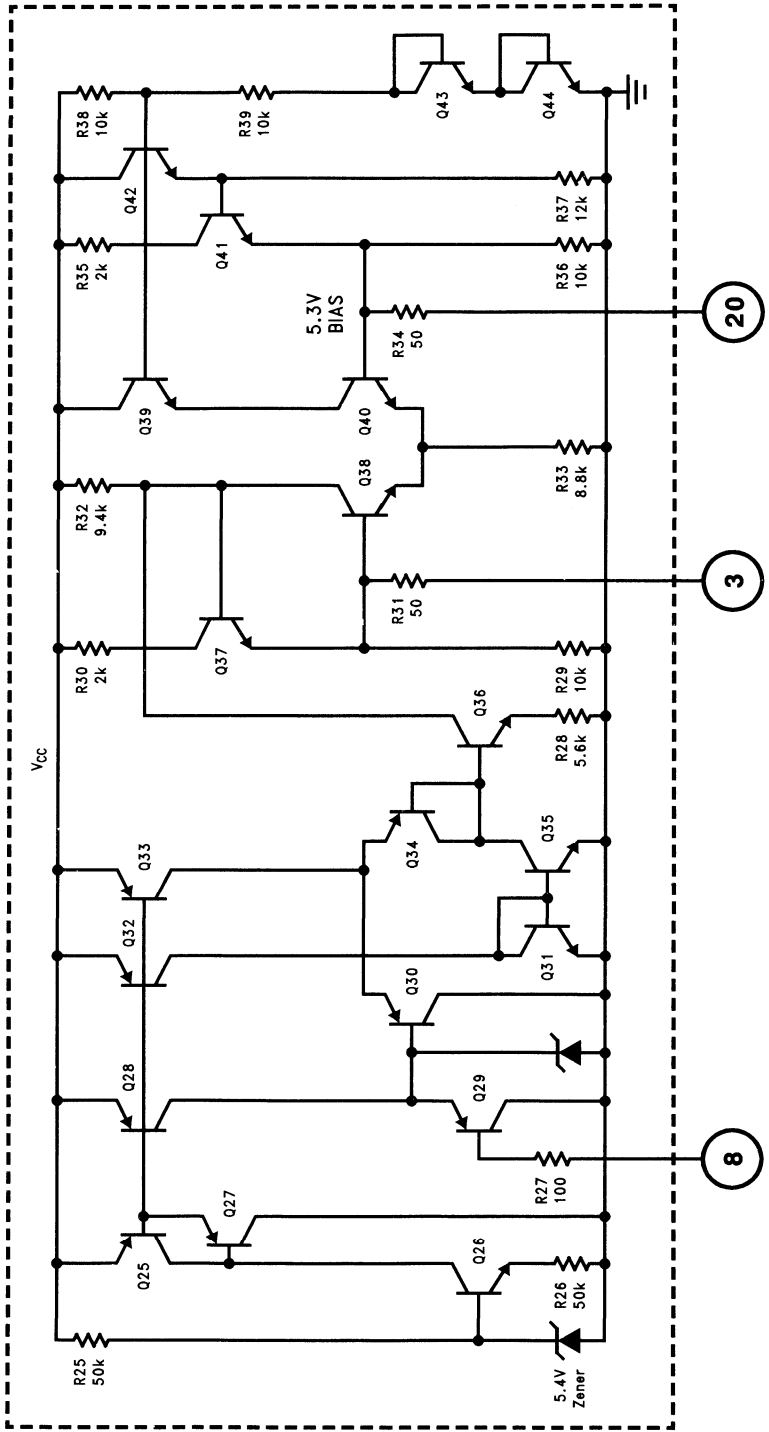 R38
10k
R39
10k
Q43
Q44
Q42
R37
12k
R35
2k
Q41
R36
10k
5.3V
BIAS
R34
50
20
Q39
Q40
R32
9.4k
Q38
R33
8.8k
R31
50
3
R30
2k
Q37
R29
10k
Q36
R28
5.6k
VCC
Q33
Q34
Q35
Q32
Q31
Q30
Q28
Q29
R27
100
8
Q27
Q25
Q26
R26
50k
R25
50k
5.4V
Zener